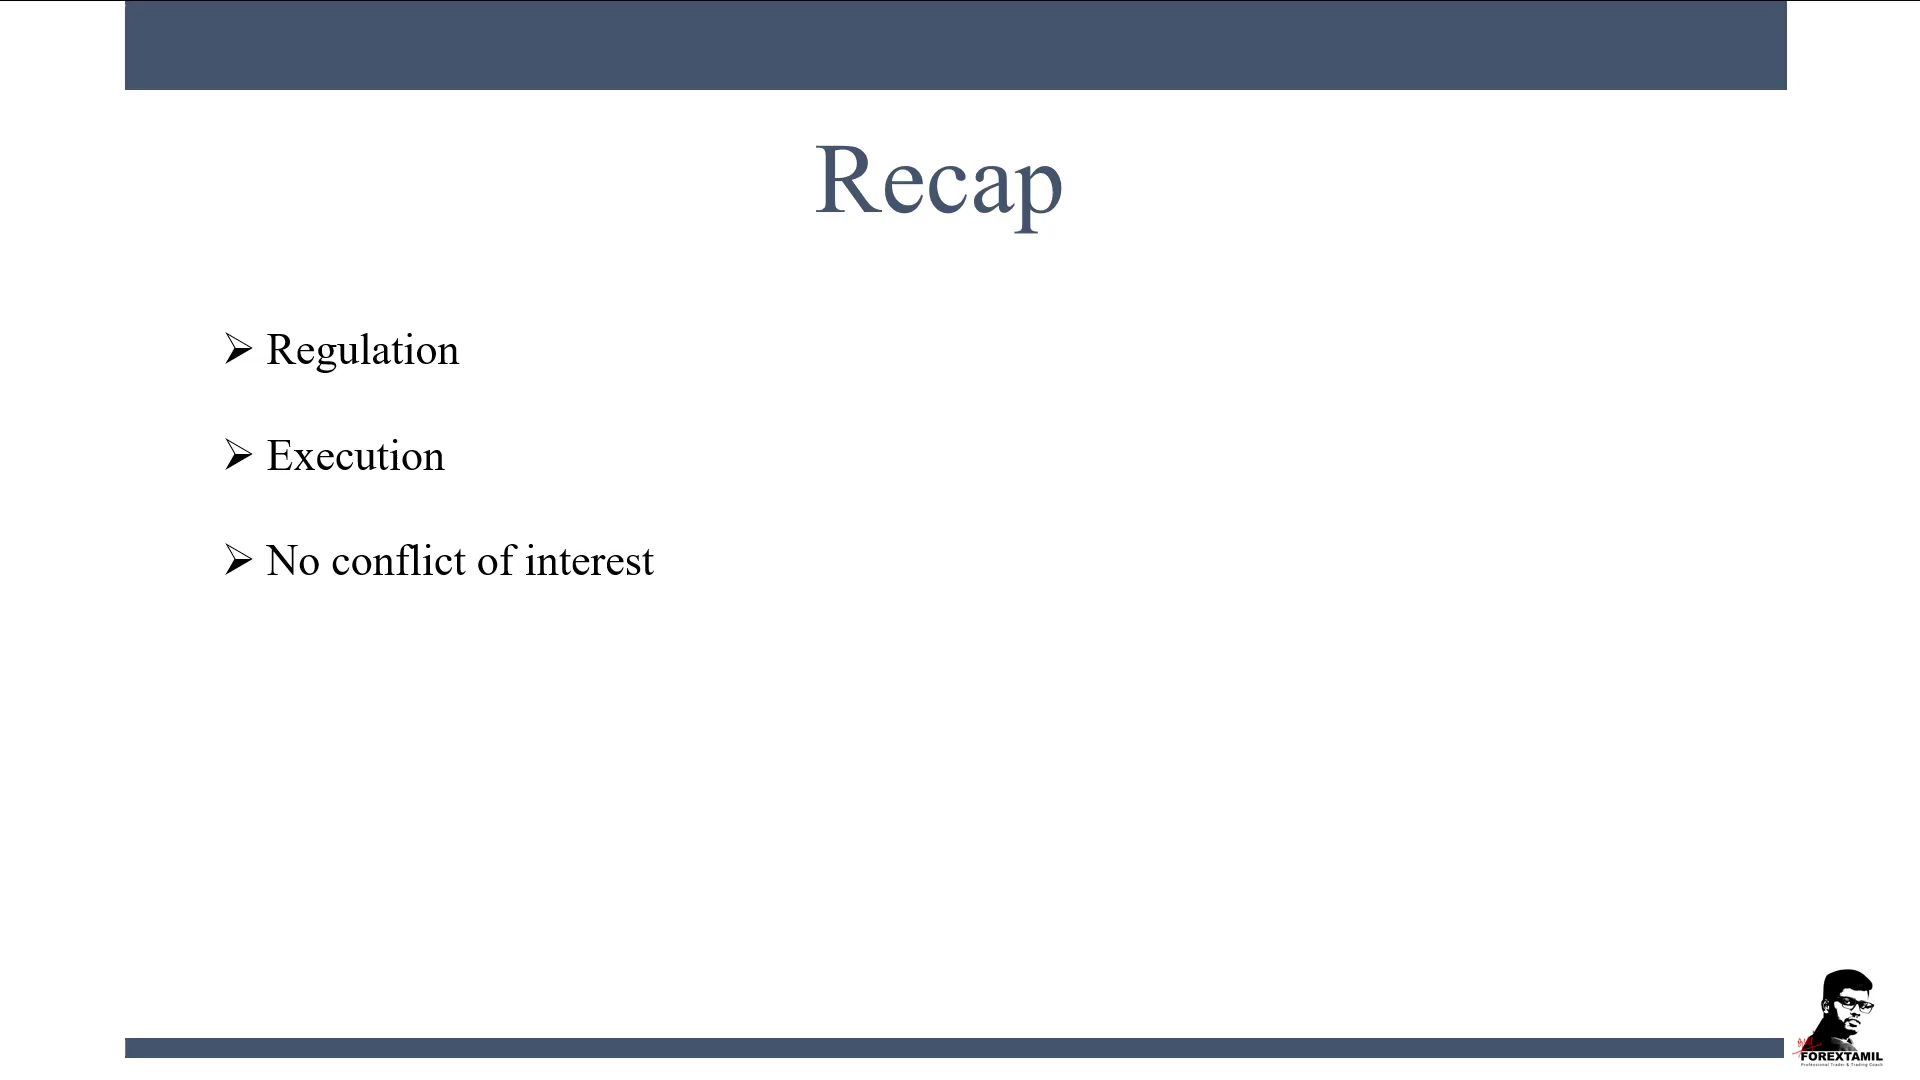 Recap
Regulation
Execution
No conflict of interest
FOREXTAMIL
Professional Trader & Trading Coach